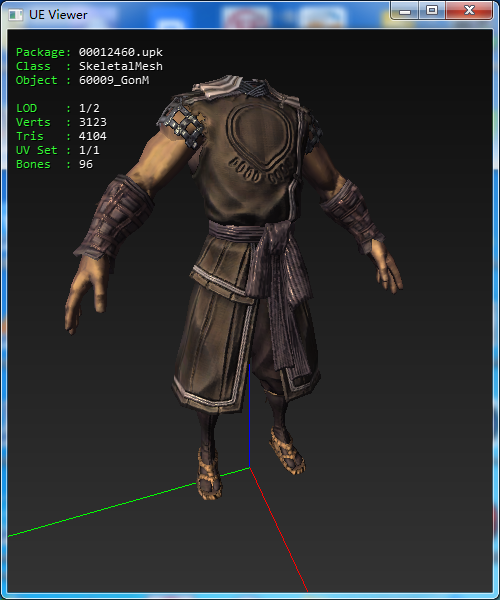 UE Viewer
Package: 00012460.upk
Class : SkeletalMesh
Object : 60009_GonM
LOD : 1/2
Verts : 3123
Tris : 4104
UV Set : 1/1
Bones : 96